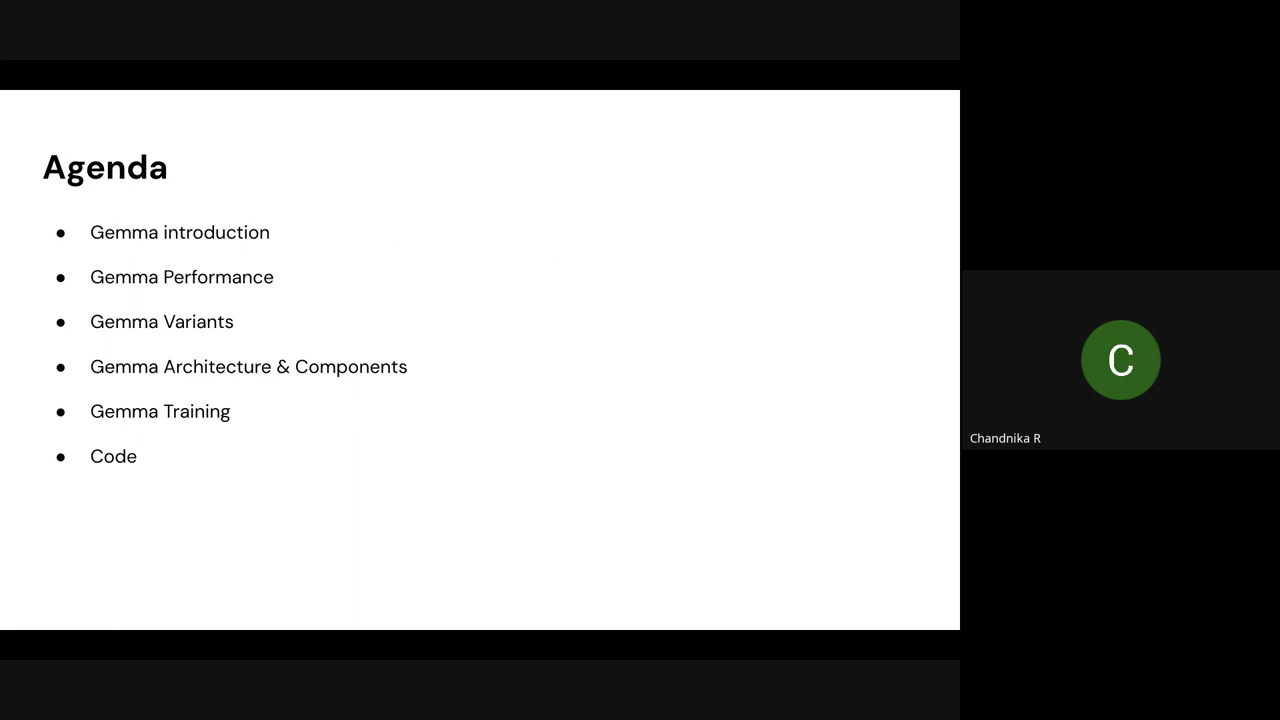 Agenda
● Gemma introduction
● Gemma Performance
● Gemma Variants
● Gemma Architecture & Components
● Gemma Training
● Code
C
Chandnika R